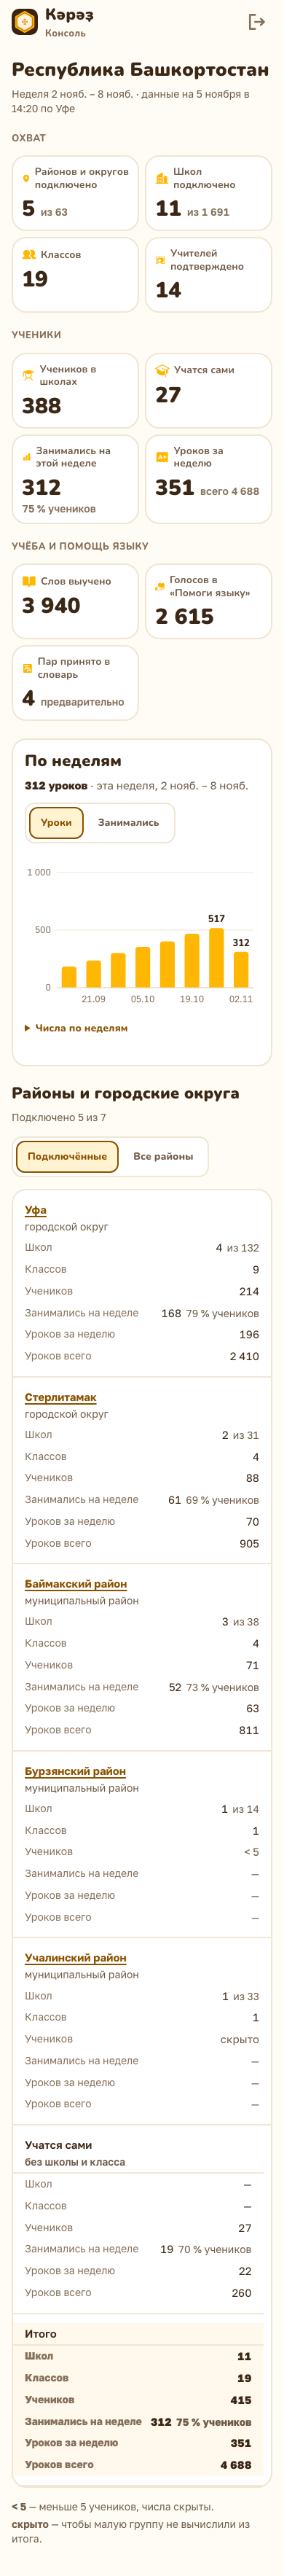 Кәрәҙ
Консоль
Республика Башкортостан
Неделя 2 нояб. – 8 нояб. · данные на 5 ноября в
14:20 по Уфе
ОХВАТ
Районов и округов
подключено
5 из 63
Школ
подключено
11 из 1 691
Классов
19
Учителей
подтверждено
14
УЧЕНИКИ
Учеников в
школах
388
Учатся сами
27
Занимались на
этой неделе
312
75 % учеников
Уроков за
неделю
351 всего 4 688
УЧЁБА И ПОМОЩЬ ЯЗЫКУ
Слов выучено
3 940
Голосов в
«Помоги языку»
2 615
Пар принято в
словарь
4 предварительно
По неделям
312 уроков · эта неделя, 2 нояб. – 8 нояб.
Уроки Занимались
1 000
500
0
517
312
21.09 05.10 19.10 02.11
Числа по неделям
Районы и городские округа
Подключено 5 из 7
Подключённые Все районы
Уфа
городской округ
Школ 4 из 132
Классов 9
Учеников 214
Занимались на неделе 168 79 % учеников
Уроков за неделю 196
Уроков всего 2 410
Стерлитамак
городской округ
Школ 2 из 31
Классов 4
Учеников 88
Занимались на неделе 61 69 % учеников
Уроков за неделю 70
Уроков всего 905
Баймакский район
муниципальный район
Школ 3 из 38
Классов 4
Учеников 71
Занимались на неделе 52 73 % учеников
Уроков за неделю 63
Уроков всего 811
Бурзянский район
муниципальный район
Школ 1 из 14
Классов 1
Учеников < 5
Занимались на неделе —
Уроков за неделю —
Уроков всего —
Учалинский район
муниципальный район
Школ 1 из 33
Классов 1
Учеников скрыто
Занимались на неделе —
Уроков за неделю —
Уроков всего —
Учатся сами
без школы и класса
Школ —
Классов —
Учеников 27
Занимались на неделе 19 70 % учеников
Уроков за неделю 22
Уроков всего 260
Итого
Школ 11
Классов 19
Учеников 415
Занимались на неделе 312 75 % учеников
Уроков за неделю 351
Уроков всего 4 688
< 5 — меньше 5 учеников, числа скрыты.
скрыто — чтобы малую группу не вычислили из
итога.